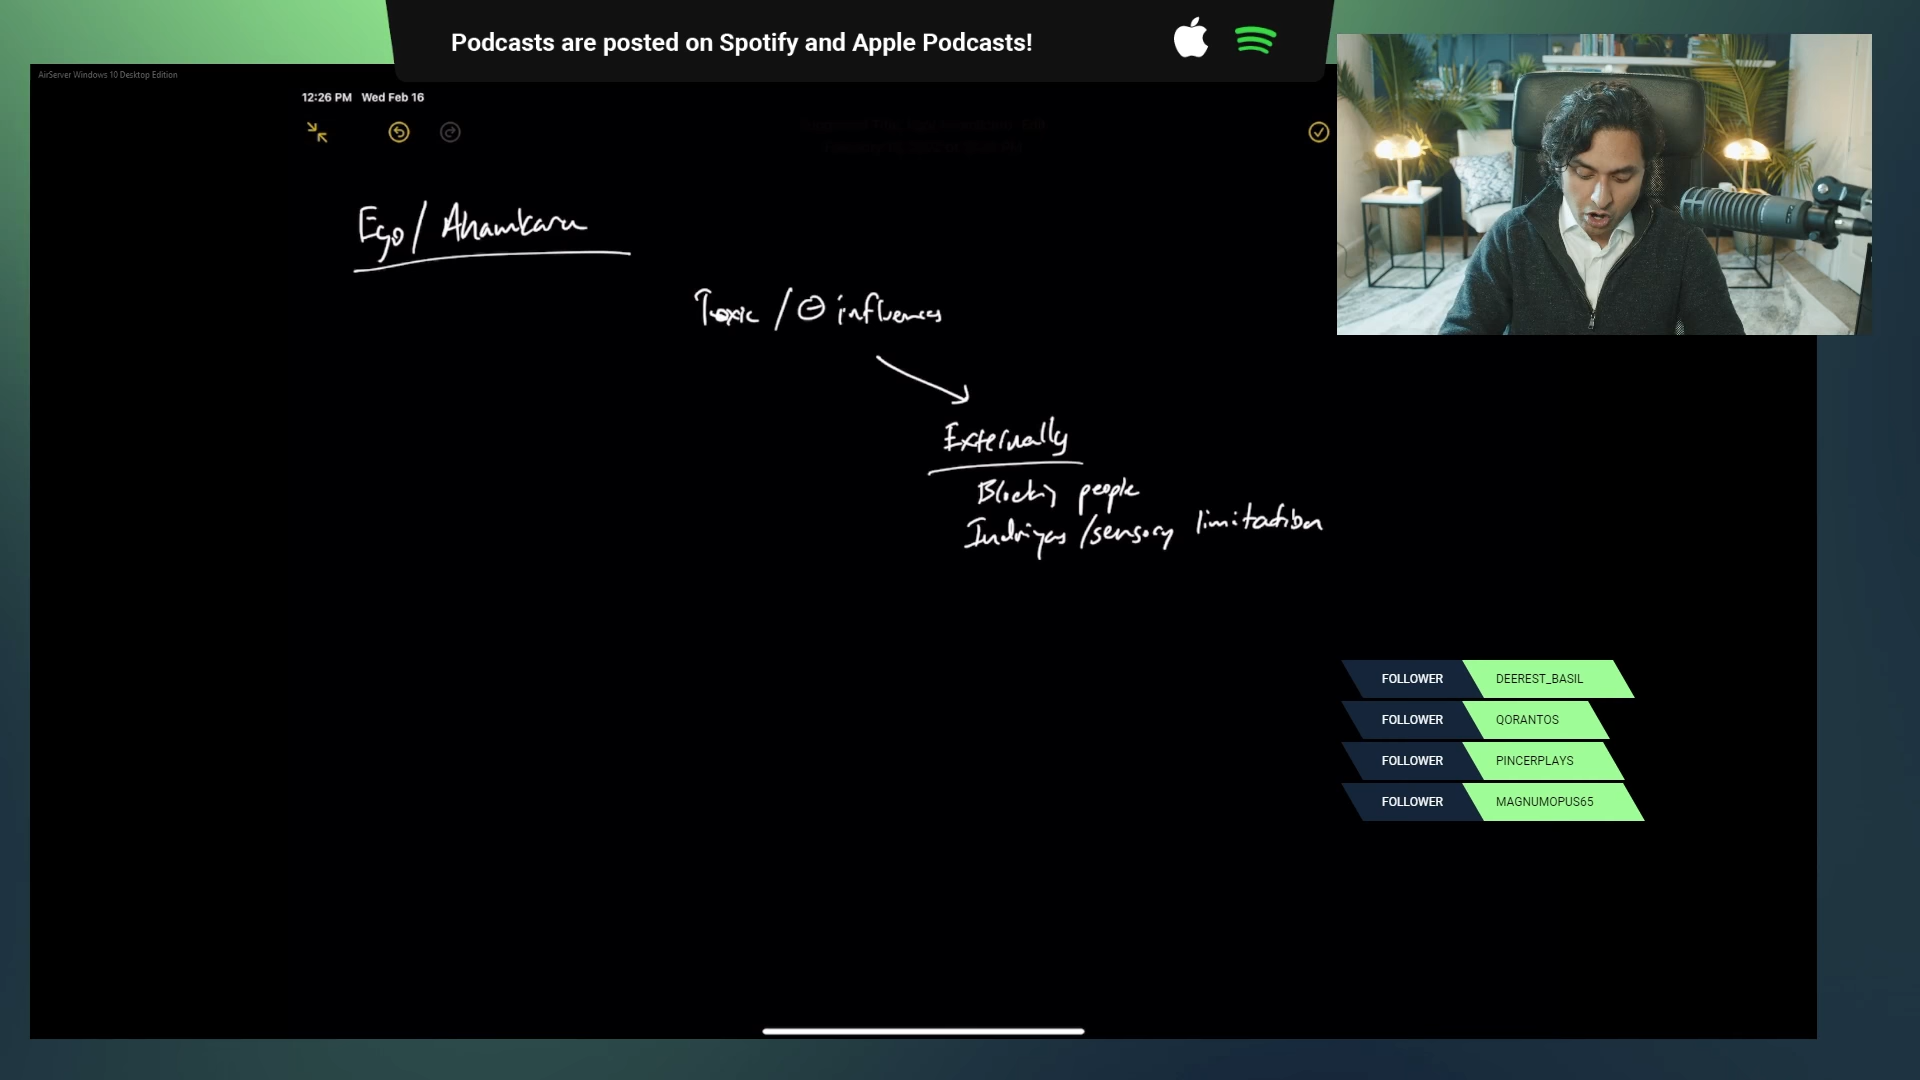 Podcasts are posted on Spotify and Apple Podcasts!
AirServer Windows 10 Desktop Edition
12:26 PM Wed Feb 16
Ego / Ahamkara
Toxic / ⊖ influences
Externally
Blocking people
Indriyas / sensory limitation
FOLLOWER DEEREST_BASIL
FOLLOWER QORANTOS
FOLLOWER PINCERPLAYS
FOLLOWER MAGNUMOPUS65